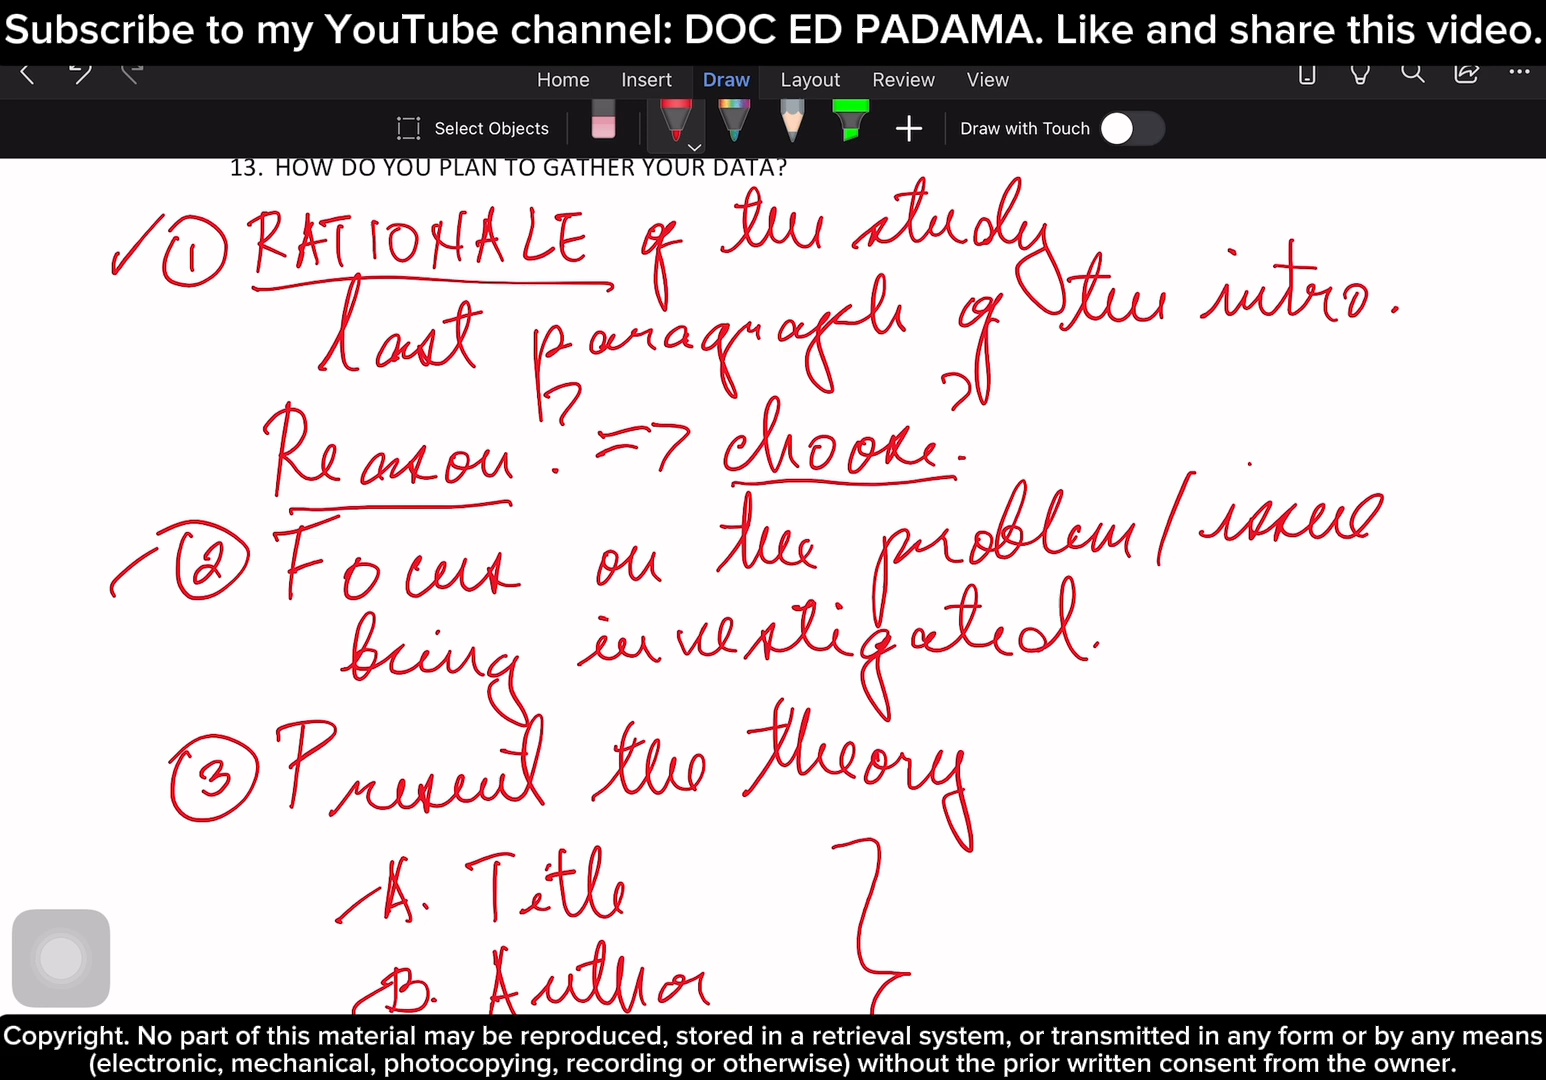 Subscribe to my YouTube channel: DOC ED PADAMA. Like and share this video.
Home Insert Draw Layout Review View
Select Objects Draw with Touch
13. HOW DO YOU PLAN TO GATHER YOUR DATA?
① RATIONALE of the study
last paragraph of the intro.
Reason? => choose?
② Focus on the problem/issue
being investigated.
③ Present the theory
A. Title
B. Author
Copyright. No part of this material may be reproduced, stored in a retrieval system, or transmitted in any form or by any means
(electronic, mechanical, photocopying, recording or otherwise) without the prior written consent from the owner.